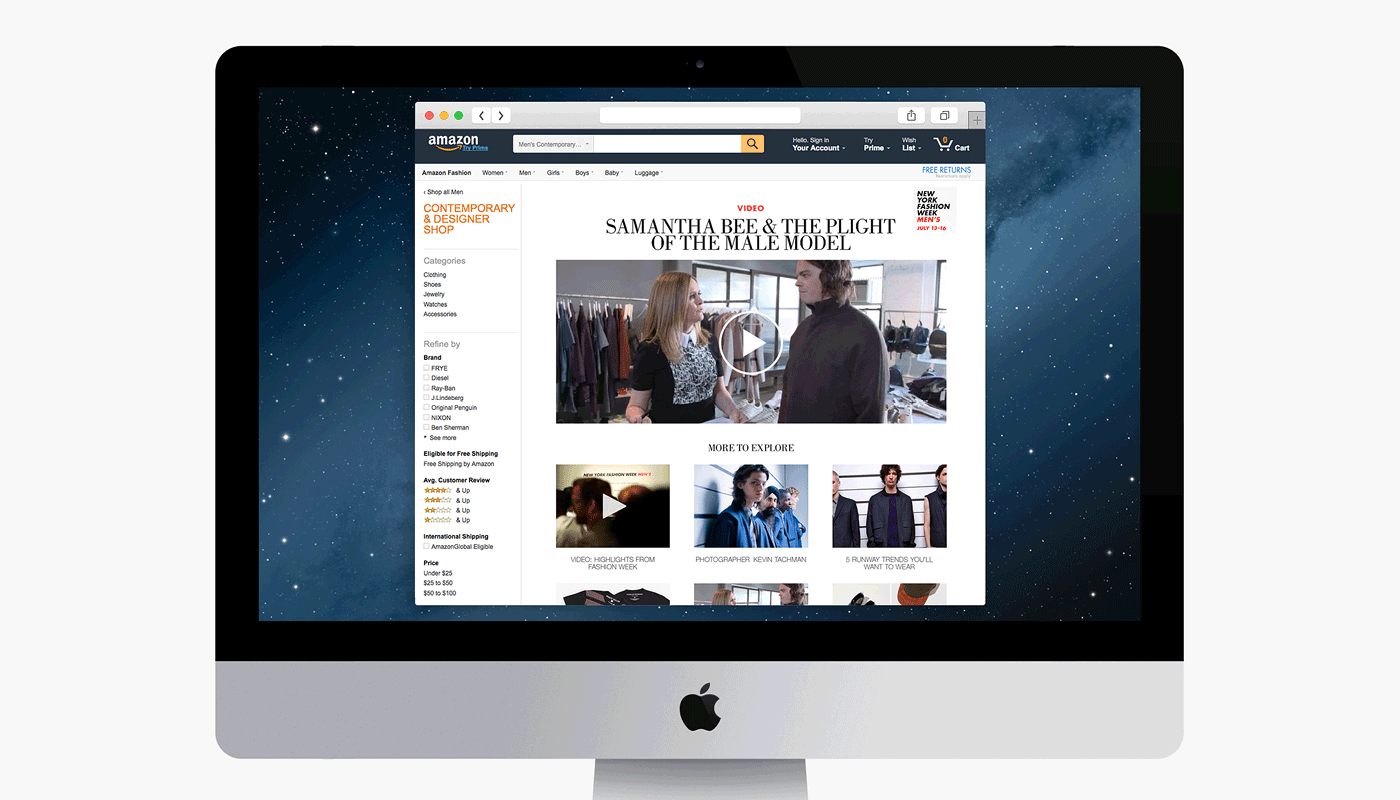 amazon
Try Prime
Men's Contemporary...
Hello. Sign in
Your Account
Try
Prime
Wish
List
0
Cart
Amazon Fashion
Women
Men
Girls
Boys
Baby
Luggage
FREE RETURNS
Restrictions apply
‹ Shop all Men
CONTEMPORARY
& DESIGNER
SHOP
Categories
Clothing
Shoes
Jewelry
Watches
Accessories
Refine by
Brand
FRYE
Diesel
Ray-Ban
J.Lindeberg
Original Penguin
NIXON
Ben Sherman
See more
Eligible for Free Shipping
Free Shipping by Amazon
Avg. Customer Review
& Up
& Up
& Up
& Up
International Shipping
AmazonGlobal Eligible
Price
Under $25
$25 to $50
$50 to $100
NEW
YORK
FASHION
WEEK
MEN'S
JULY 13-16
VIDEO
SAMANTHA BEE & THE PLIGHT
OF THE MALE MODEL
MORE TO EXPLORE
NEW YORK FASHION WEEK MEN'S
VIDEO: HIGHLIGHTS FROM
FASHION WEEK
PHOTOGRAPHER KEVIN TACHMAN
5 RUNWAY TRENDS YOU'LL
WANT TO WEAR